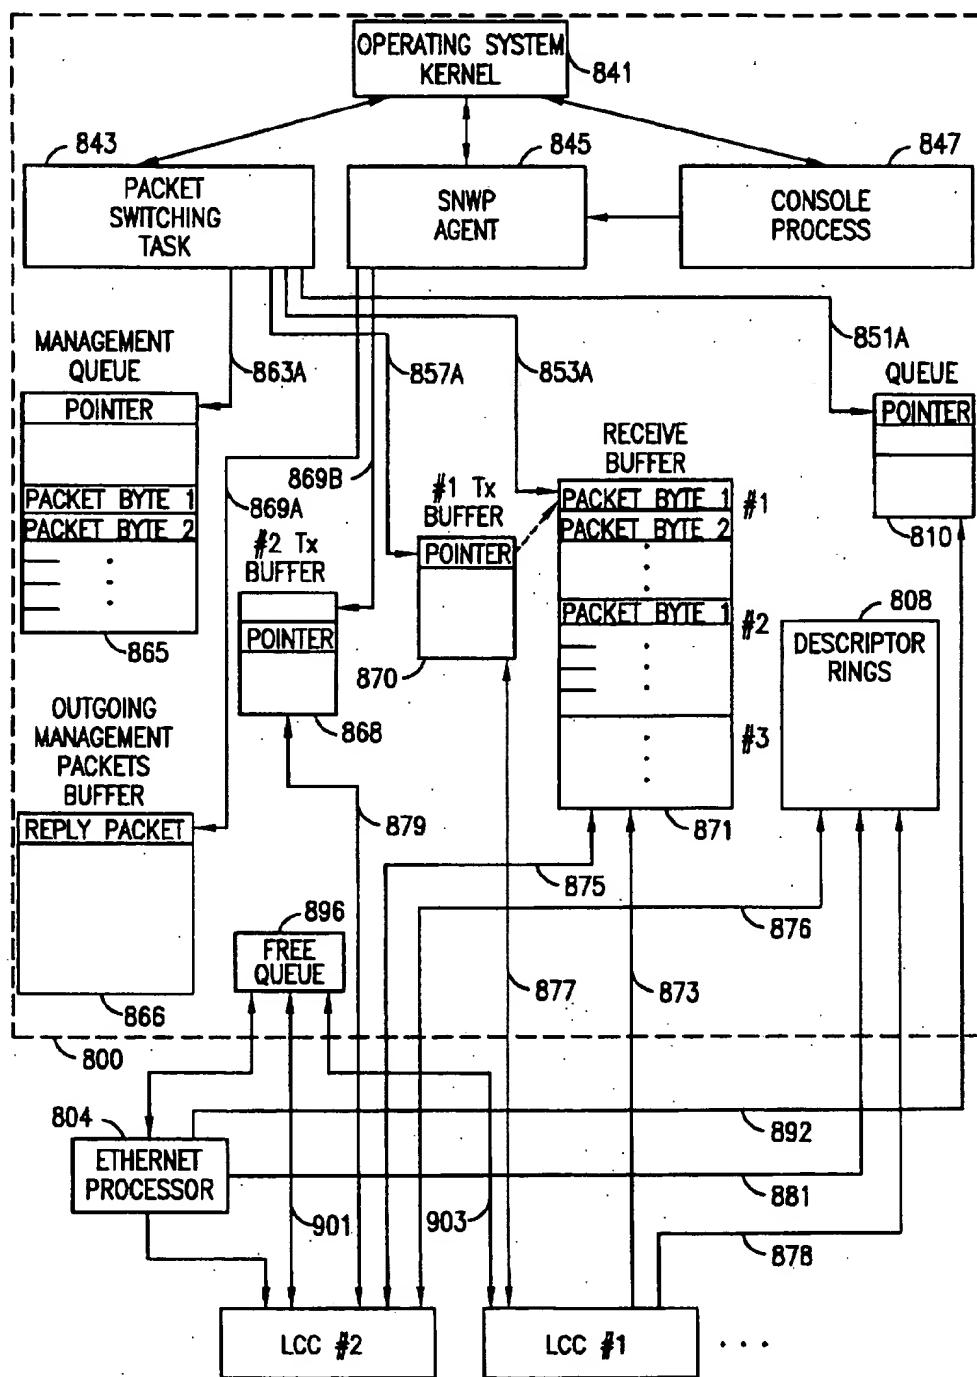 OPERATING SYSTEM
KERNEL
841
843
845
847
PACKET
SWITCHING
TASK
SNWP
AGENT
CONSOLE
PROCESS
851A
MANAGEMENT
QUEUE
863A
857A
853A
QUEUE
POINTER
POINTER
RECEIVE
BUFFER
869B
869A
#1 Tx
BUFFER
PACKET BYTE 1
PACKET BYTE 2
PACKET BYTE 1
#1
PACKET BYTE 2
810
#2 Tx
BUFFER
POINTER
PACKET BYTE 1
#2
808
POINTER
865
870
868
DESCRIPTOR
RINGS
#3
OUTGOING
MANAGEMENT
PACKETS
BUFFER
REPLY PACKET
879
871
875
876
896
FREE
QUEUE
877
873
866
800
804
892
ETHERNET
PROCESSOR
881
901
903
878
LCC #2
LCC #1
. . .